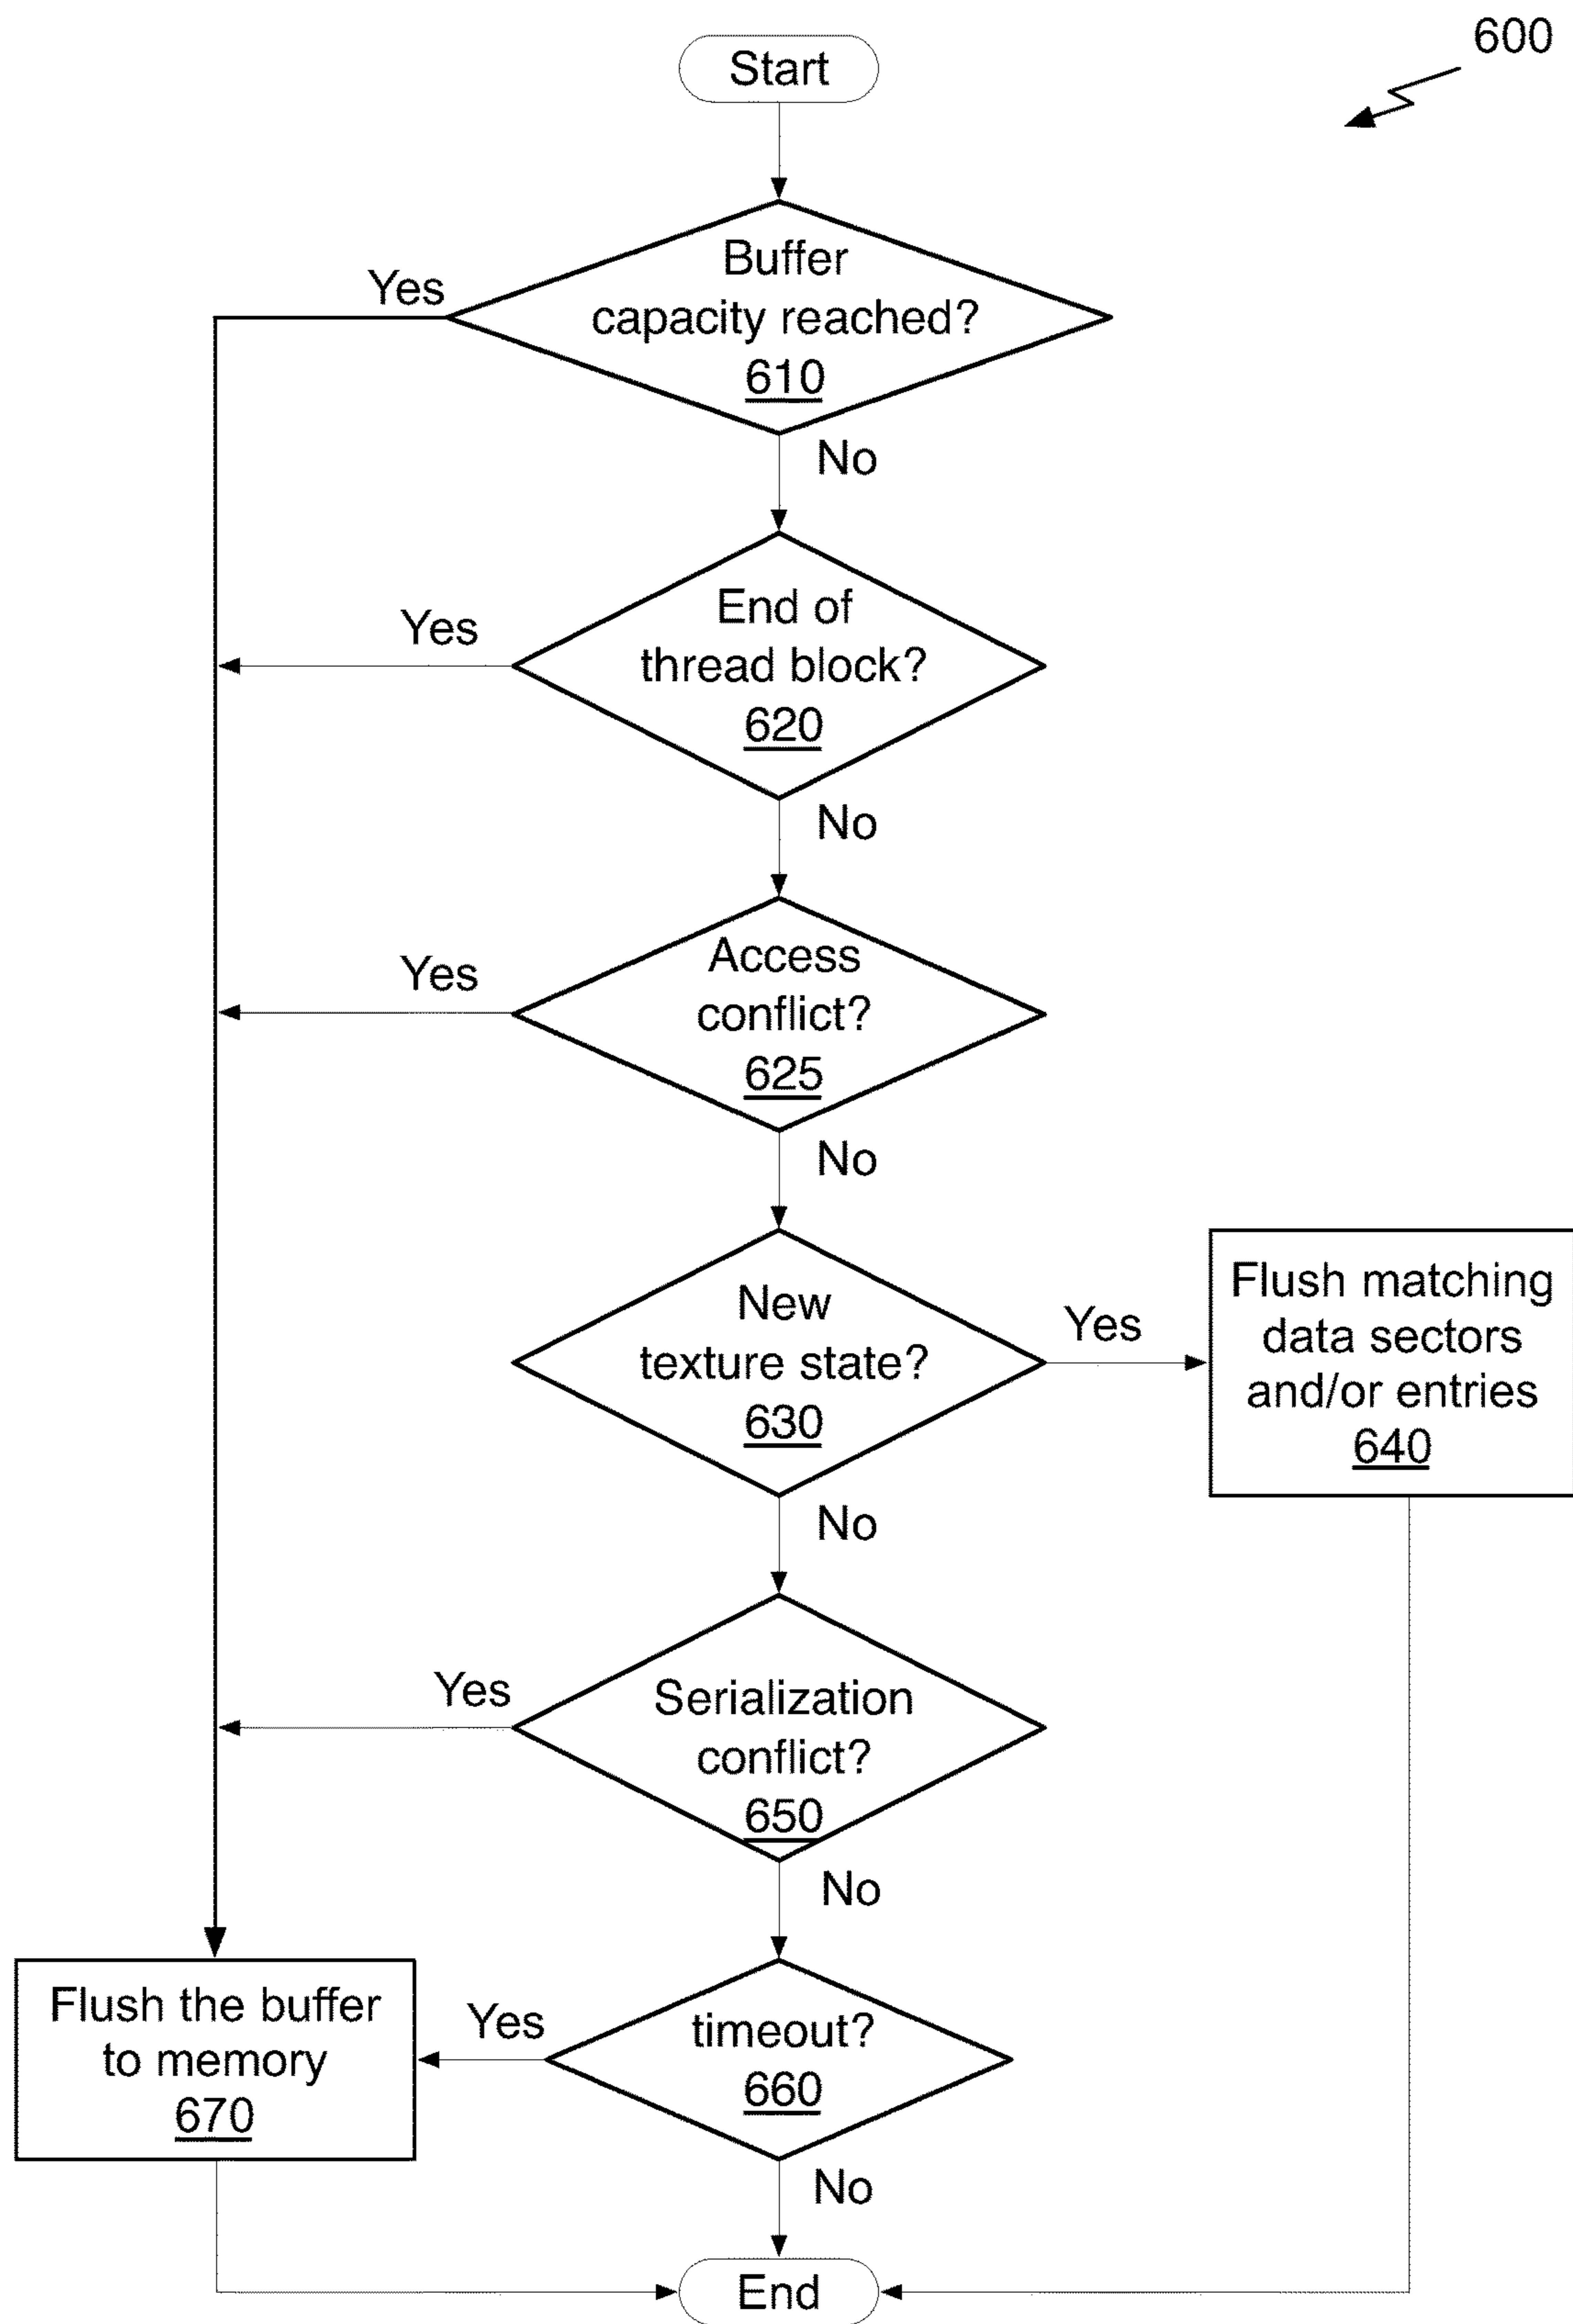 600
Start
Buffer
capacity reached?
610
Yes
No
End of
thread block?
620
Yes
No
Access
conflict?
625
Yes
No
New
texture state?
630
Yes
Flush matching
data sectors
and/or entries
640
No
Serialization
conflict?
650
Yes
No
timeout?
660
Yes
Flush the buffer
to memory
670
No
End